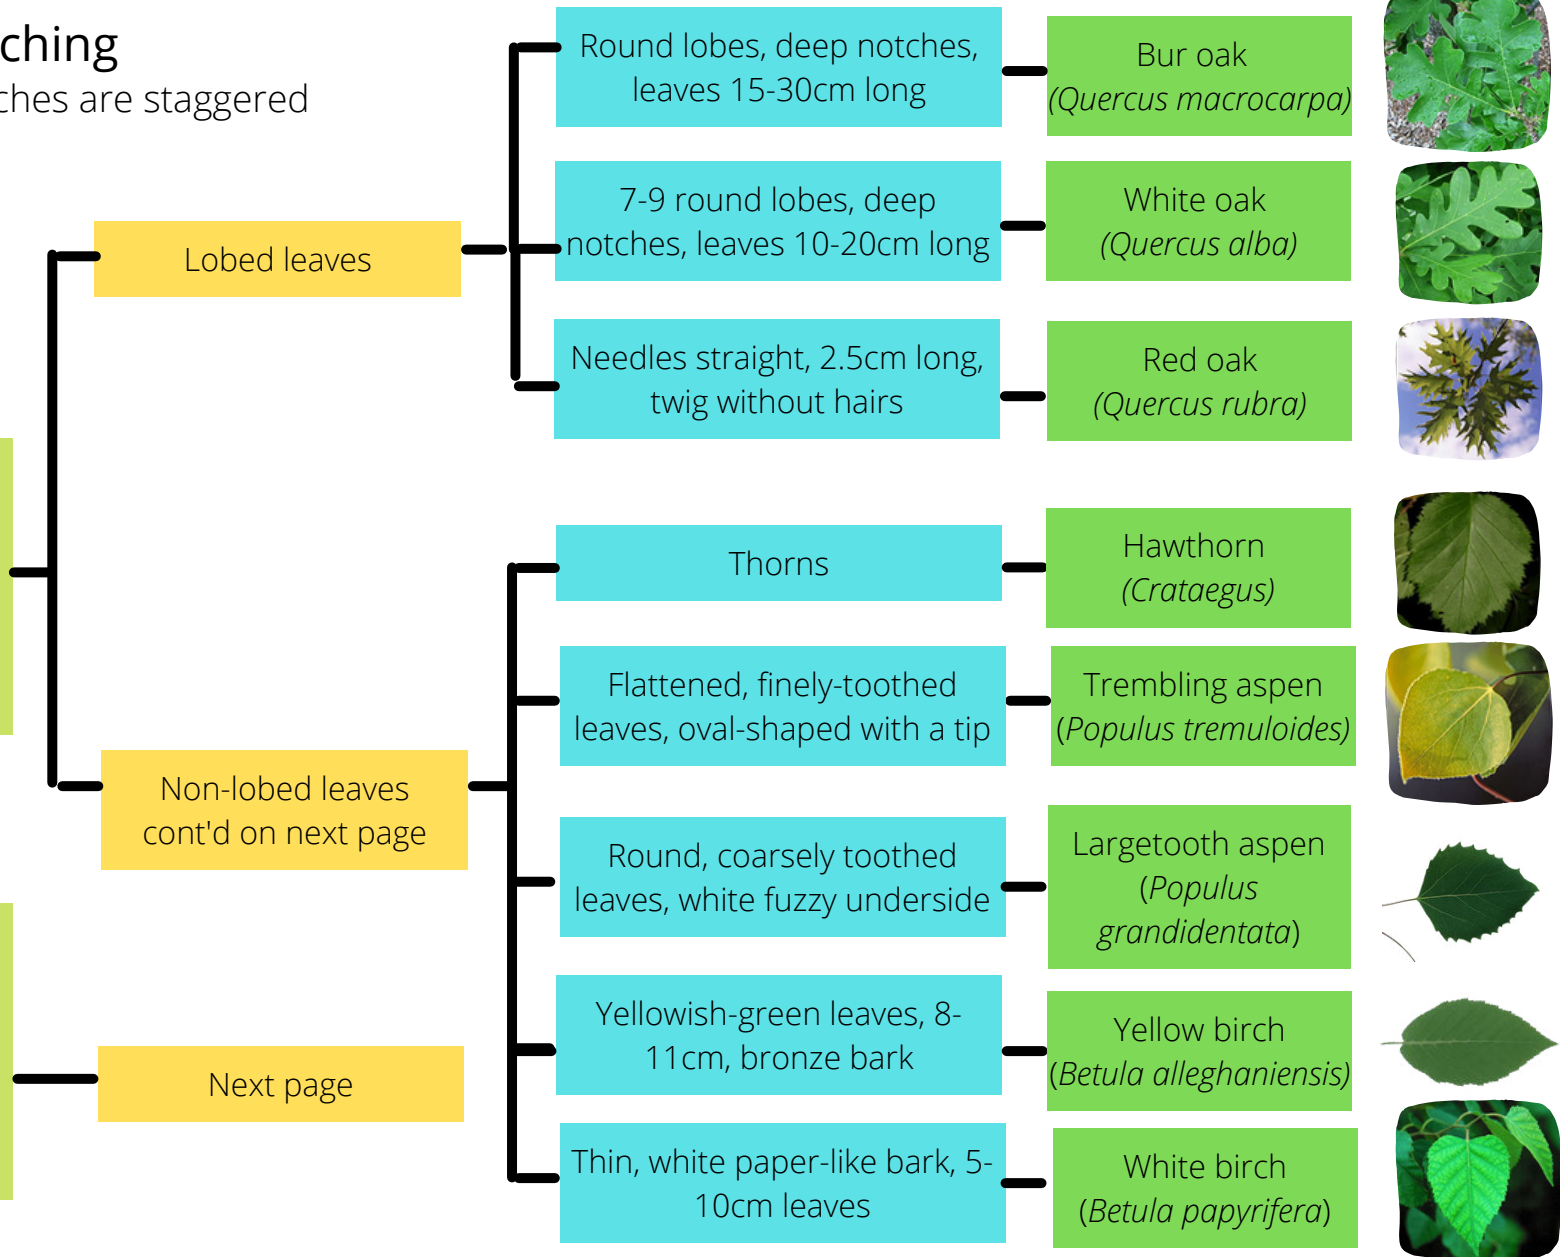 ching
ches are staggered
Lobed leaves
Round lobes, deep notches,
leaves 15-30cm long
Bur oak
(Quercus macrocarpa)
7-9 round lobes, deep
notches, leaves 10-20cm long
White oak
(Quercus alba)
Needles straight, 2.5cm long,
twig without hairs
Red oak
(Quercus rubra)
Non-lobed leaves
cont'd on next page
Thorns
Hawthorn
(Crataegus)
Flattened, finely-toothed
leaves, oval-shaped with a tip
Trembling aspen
(Populus tremuloides)
Round, coarsely toothed
leaves, white fuzzy underside
Largetooth aspen
(Populus
grandidentata)
Yellowish-green leaves, 8-
11cm, bronze bark
Yellow birch
(Betula alleghaniensis)
Thin, white paper-like bark, 5-
10cm leaves
White birch
(Betula papyrifera)
Next page